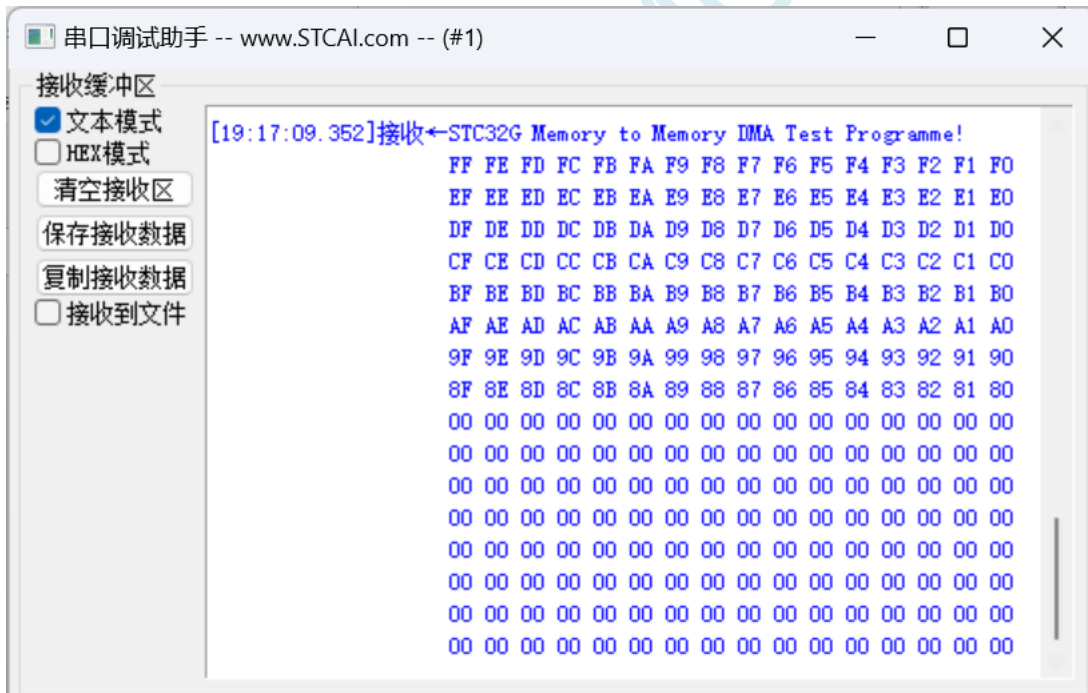 串口调试助手 -- www.STCAI.com -- (#1)
接收缓冲区
文本模式
HEX模式
清空接收区
保存接收数据
复制接收数据
接收到文件
[19:17:09.352]接收←STC32G Memory to Memory DMA Test Programme!
FF FE FD FC FB FA F9 F8 F7 F6 F5 F4 F3 F2 F1 F0
EF EE ED EC EB EA E9 E8 E7 E6 E5 E4 E3 E2 E1 E0
DF DE DD DC DB DA D9 D8 D7 D6 D5 D4 D3 D2 D1 D0
CF CE CD CC CB CA C9 C8 C7 C6 C5 C4 C3 C2 C1 C0
BF BE BD BC BB BA B9 B8 B7 B6 B5 B4 B3 B2 B1 B0
AF AE AD AC AB AA A9 A8 A7 A6 A5 A4 A3 A2 A1 A0
9F 9E 9D 9C 9B 9A 99 98 97 96 95 94 93 92 91 90
8F 8E 8D 8C 8B 8A 89 88 87 86 85 84 83 82 81 80
00 00 00 00 00 00 00 00 00 00 00 00 00 00 00 00
00 00 00 00 00 00 00 00 00 00 00 00 00 00 00 00
00 00 00 00 00 00 00 00 00 00 00 00 00 00 00 00
00 00 00 00 00 00 00 00 00 00 00 00 00 00 00 00
00 00 00 00 00 00 00 00 00 00 00 00 00 00 00 00
00 00 00 00 00 00 00 00 00 00 00 00 00 00 00 00
00 00 00 00 00 00 00 00 00 00 00 00 00 00 00 00
00 00 00 00 00 00 00 00 00 00 00 00 00 00 00 00